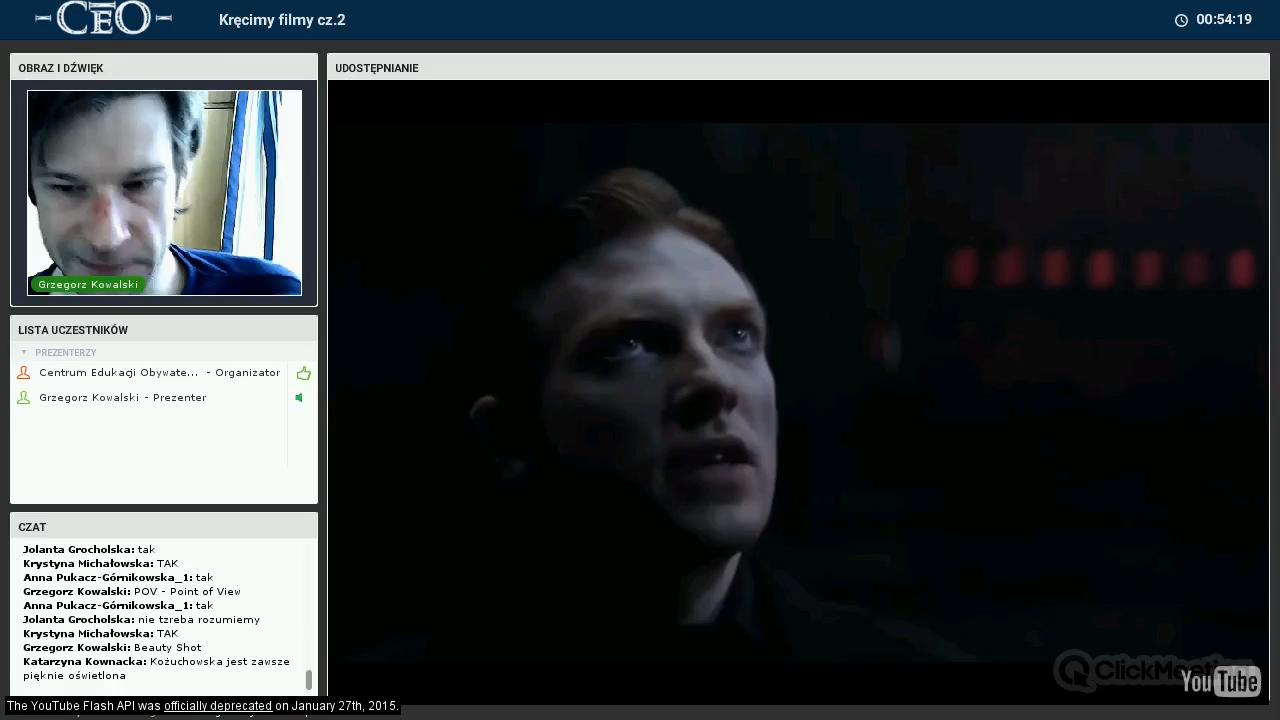 CEO
Kręcimy filmy cz.2
00:54:19
OBRAZ I DŹWIĘK
Grzegorz Kowalski
LISTA UCZESTNIKÓW
PREZENTERZY
Centrum Edukacji Obywate... - Organizator
Grzegorz Kowalski - Prezenter
CZAT
Jolanta Grocholska: tak
Krystyna Michałowska: TAK
Anna Pukacz-Górnikowska_1: tak
Grzegorz Kowalski: POV - Point of View
Anna Pukacz-Górnikowska_1: tak
Jolanta Grocholska: nie tzreba rozumiemy
Krystyna Michałowska: TAK
Grzegorz Kowalski: Beauty Shot
Katarzyna Kownacka: Kożuchowska jest zawsze
pięknie oświetlona
UDOSTĘPNIANIE
ClickMeeting
YouTube
The YouTube Flash API was officially deprecated on January 27th, 2015.